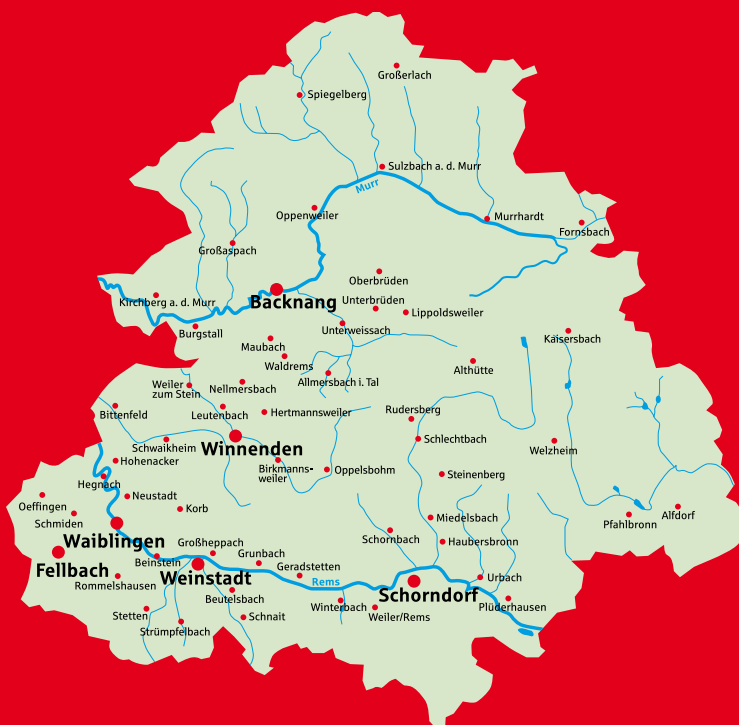 Großerlach
Spiegelberg
Sulzbach a. d. Murr
Murr
Oppenweiler
Murrhardt
Fornsbach
Großaspach
Oberbrüden
Kirchberg a. d. Murr
Backnang
Unterbrüden
Lippoldsweiler
Burgstall
Unterweissach
Maubach
Kaisersbach
Waldrems
Althütte
Weiler
zum Stein
Nellmersbach
Allmersbach i. Tal
Bittenfeld
Leutenbach
Hertmannsweiler
Rudersberg
Schwaikheim
Winnenden
Schlechtbach
Welzheim
Hohenacker
Birkmanns-
weiler
Oppelsbohm
Steinenberg
Hegnach
Neustadt
Oeffingen
Korb
Schmiden
Miedelsbach
Pfahlbronn
Alfdorf
Waiblingen
Großheppach
Schornbach
Haubersbronn
Fellbach
Beinstein
Grunbach
Geradstetten
Weinstadt
Rommelshausen
Rems
Urbach
Beutelsbach
Schorndorf
Stetten
Schnait
Winterbach
Weiler/Rems
Plüderhausen
Strümpfelbach